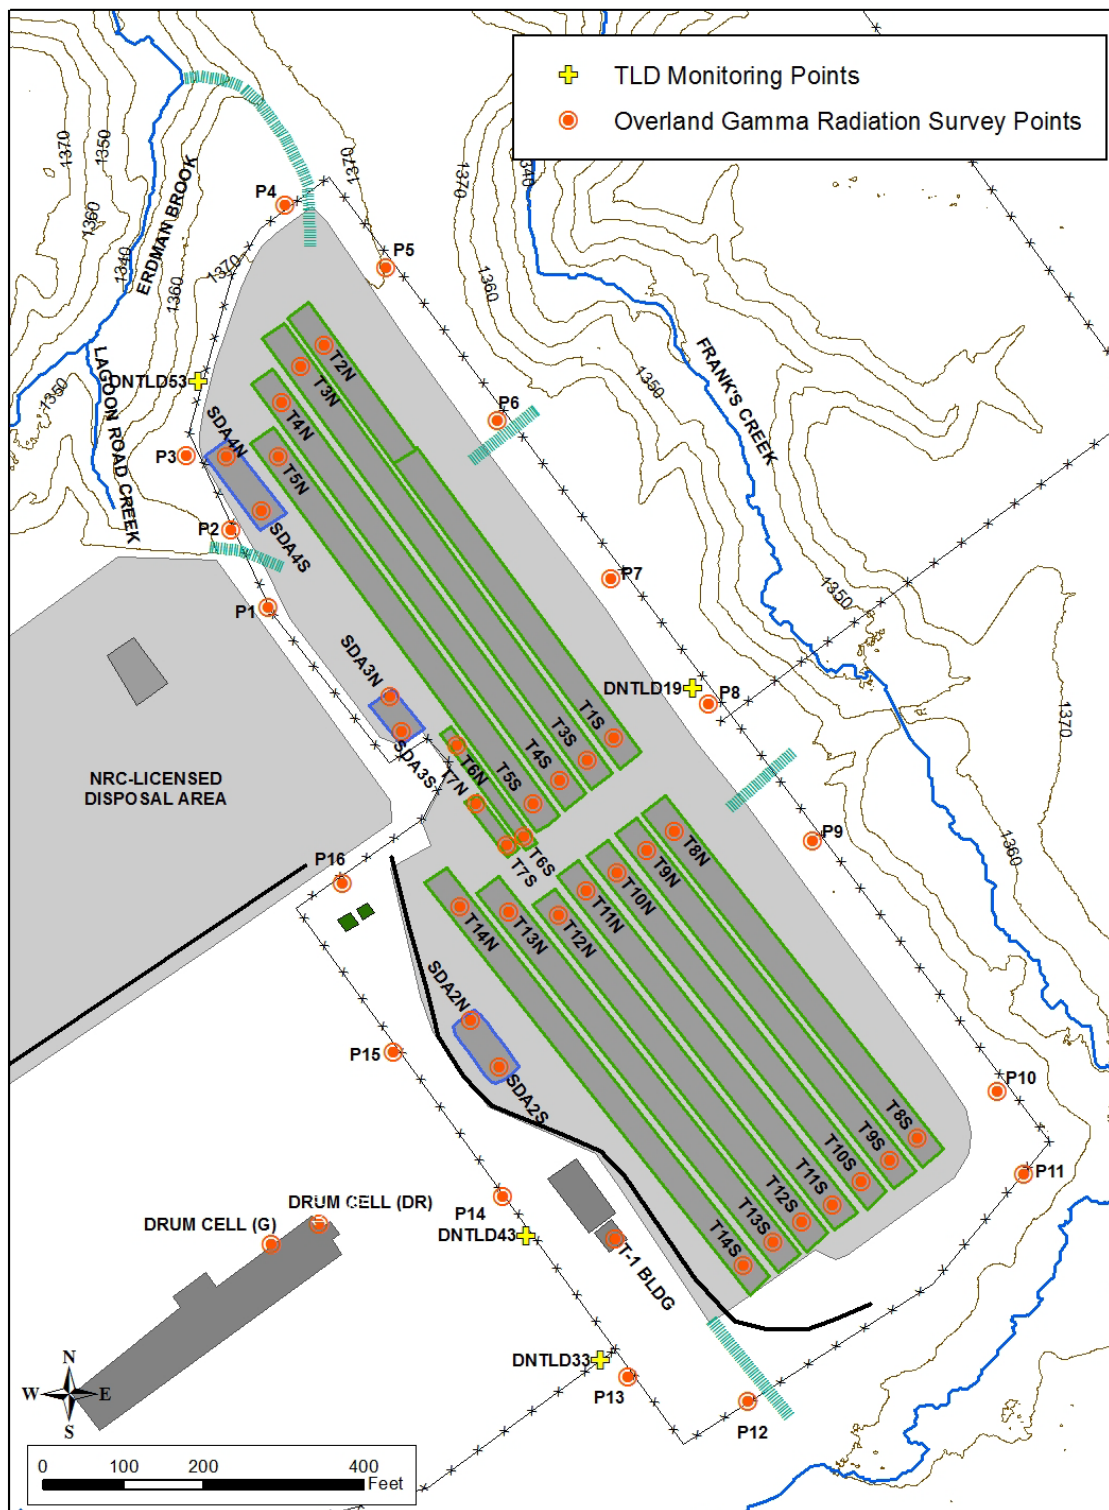 TLD Monitoring Points
Overland Gamma Radiation Survey Points
1370
1350
1360
1340
ERDMAN BROOK
1360
1370
P4
1370
P5
1370
1340
1360
LAGOON ROAD CREEK
1350
DNTLD53
T2N
T3N
T4N
T5N
SDA4N
SDA4S
P3
P2
P1
P6
P7
1350
FRANK'S CREEK
1350
1370
1360
DNTLD19
P8
P9
SDA3N
SDA3S
NRC-LICENSED
DISPOSAL AREA
T1S
T3S
T4S
T5S
T6N
T7N
T6S
T7S
P16
T8N
T9N
T10N
T11N
T12N
T13N
T14N
SDA2N
SDA2S
P15
P10
P11
T8S
T9S
T10S
T11S
T12S
T13S
T14S
P14
DNTLD43
T-1 BLDG
DRUM CELL (DR)
DRUM CELL (G)
DNTLD33
P13
P12
N
W E
S
0 100 200 400
Feet